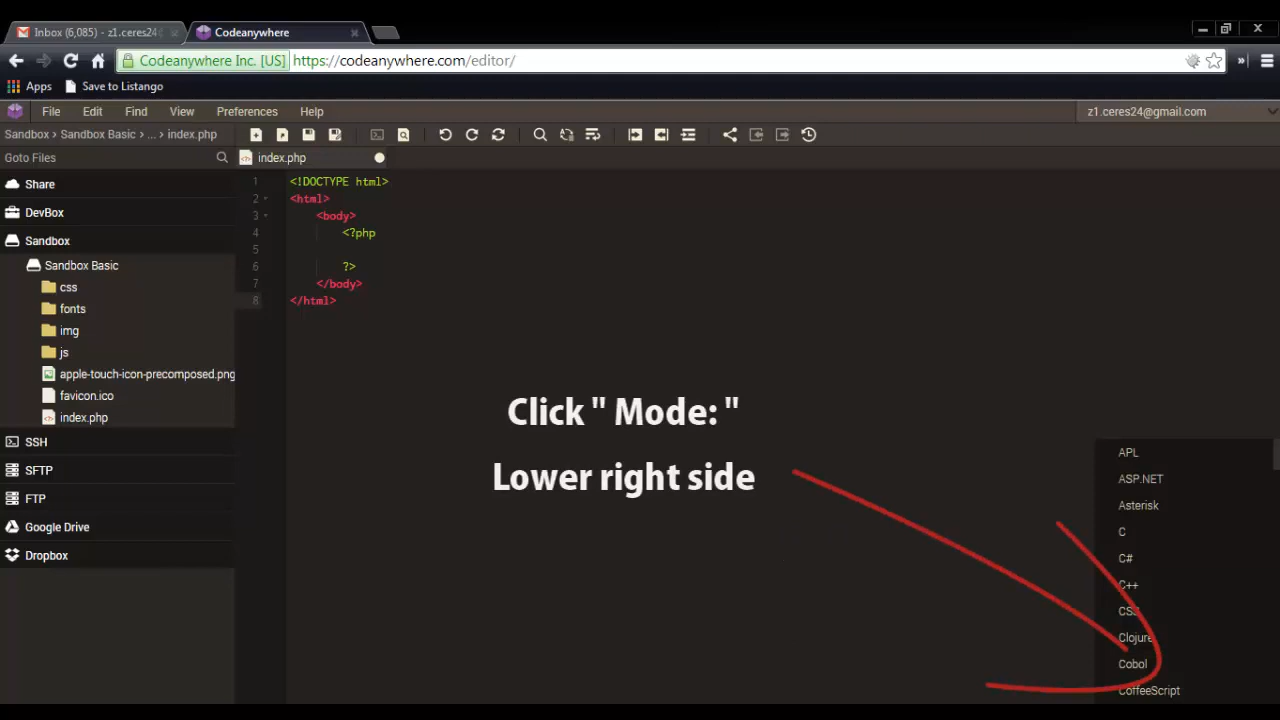 Inbox (6,085) - z1.ceres24
Codeanywhere
Codeanywhere Inc. [US] https://codeanywhere.com/editor/
Apps Save to Listango
File Edit Find View Preferences Help z1.ceres24@gmail.com
Sandbox > Sandbox Basic > ... > index.php
Goto Files
index.php
Share
DevBox
Sandbox
Sandbox Basic
css
fonts
img
js
apple-touch-icon-precomposed.png
favicon.ico
index.php
SSH
SFTP
FTP
Google Drive
Dropbox
1 <!DOCTYPE html>
2 <html>
3 <body>
4 <?php
5
6 ?>
7 </body>
8 </html>
Click " Mode: "
Lower right side
APL
ASP.NET
Asterisk
C
C#
C++
CSS
Clojure
Cobol
CoffeeScript